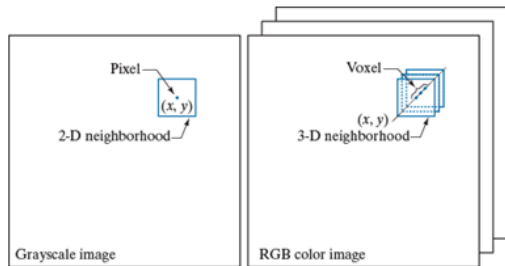 Pixel
(x, y)
2-D neighborhood
Grayscale image
Voxel
(x, y)
3-D neighborhood
RGB color image